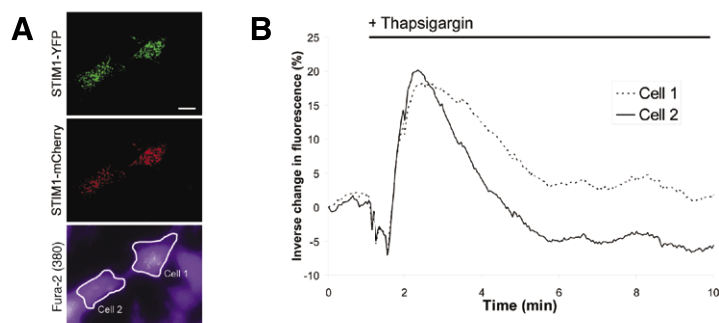 A
STIM1-YFP
STIM1-mCherry
Fura-2 (380)
Cell 1
Cell 2
B
+ Thapsigargin
Inverse change in fluorescence (%)
25
20
15
10
5
0
-5
-10
0
2
4
6
8
10
Time (min)
Cell 1
Cell 2